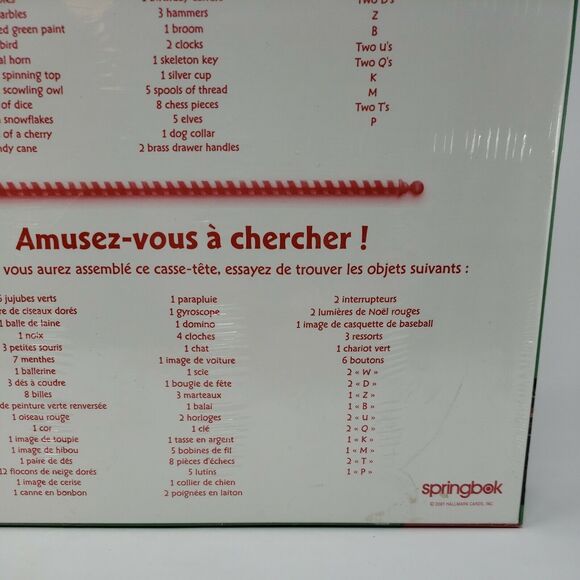 Two D's
arbles 3 hammers Z
ed green paint 1 broom B
bird 2 clocks Two U's
al horn 1 skeleton key Two Q's
spinning top 1 silver cup K
scowling owl 5 spools of thread M
of dice 8 chess pieces Two T's
snowflakes 5 elves P
of a cherry 1 dog collar
ndy cane 2 brass drawer handles
Amusez-vous à chercher !
vous aurez assemblé ce casse-tête, essayez de trouver les objets suivants :
6 jujubes verts 1 parapluie 2 interrupteurs
re de ciseaux dorés 1 gyroscope 2 lumières de Noël rouges
1 balle de laine 1 domino 1 image de casquette de baseball
1 noix 4 cloches 3 ressorts
3 petites souris 1 chat 1 chariot vert
7 menthes 1 image de voiture 6 boutons
1 ballerine 1 scie 2 « W »
3 dés à coudre 1 bougie de fête 2 « D »
8 billes 3 marteaux 1 « Z »
de peinture verte renversée 1 balai 1 « B »
1 oiseau rouge 2 horloges 2 « U »
1 cor 1 clé 2 « Q »
1 image de toupie 1 tasse en argent 1 « K »
1 image de hibou 5 bobines de fil 1 « M »
1 paire de dés 8 pièces d'échecs 2 « T »
12 flocons de neige dorés 5 lutins 1 « P »
1 image de cerise 1 collier de chien
1 canne en bonbon 2 poignées en laiton
springbok
© 2001 HALLMARK CARDS, INC.